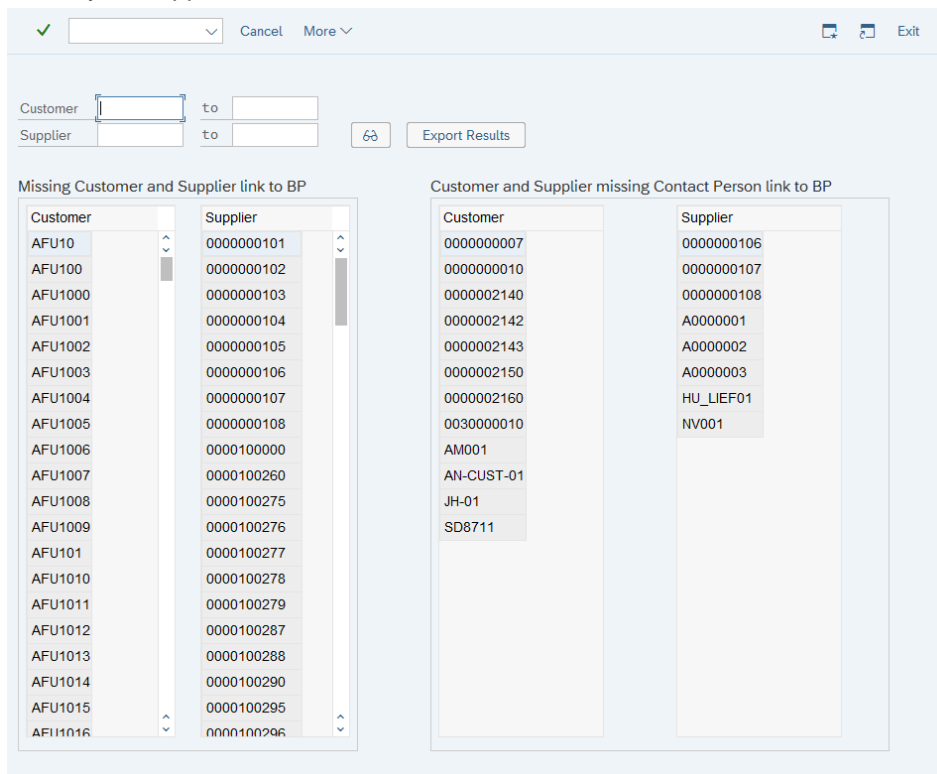 Cancel More Exit
Customer to
Supplier to Export Results
Missing Customer and Supplier link to BP Customer and Supplier missing Contact Person link to BP
Customer Supplier Customer Supplier
AFU10 0000000101 0000000007 0000000106
AFU100 0000000102 0000000010 0000000107
AFU1000 0000000103 0000002140 0000000108
AFU1001 0000000104 0000002142 A0000001
AFU1002 0000000105 0000002143 A0000002
AFU1003 0000000106 0000002150 A0000003
AFU1004 0000000107 0000002160 HU_LIEF01
AFU1005 0000000108 0030000010 NV001
AFU1006 0000100000 AM001
AFU1007 0000100260 AN-CUST-01
AFU1008 0000100275 JH-01
AFU1009 0000100276 SD8711
AFU101 0000100277
AFU1010 0000100278
AFU1011 0000100279
AFU1012 0000100287
AFU1013 0000100288
AFU1014 0000100290
AFU1015 0000100295
AFU1016 0000100296